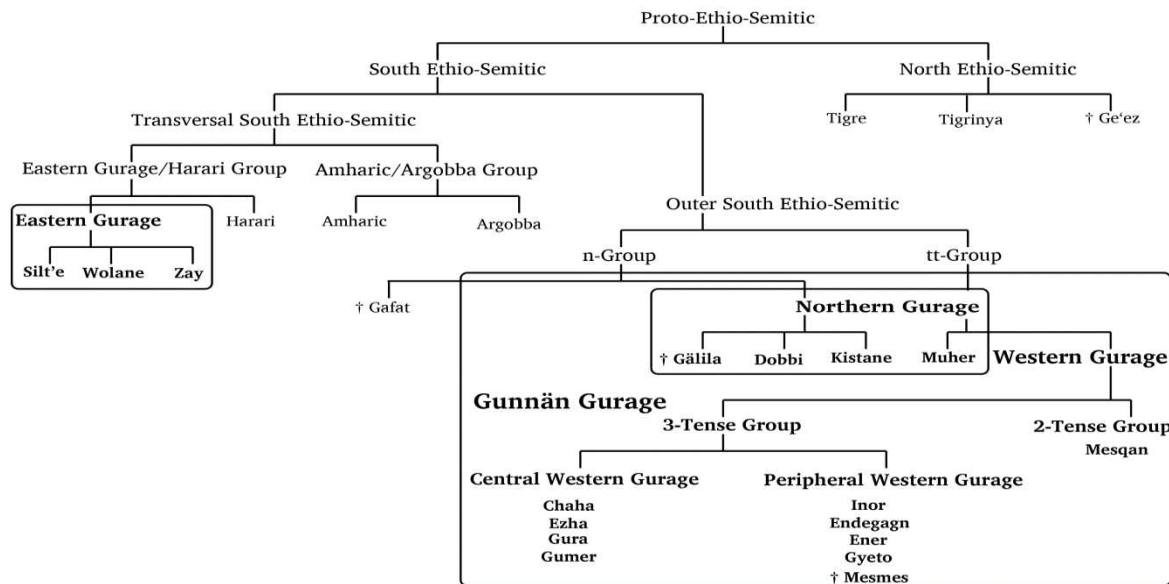 Proto-Ethio-Semitic
South Ethio-Semitic
North Ethio-Semitic
Transversal South Ethio-Semitic
Tigre
Tigrinya
† Ge‘ez
Eastern Gurage/Harari Group
Amharic/Argobba Group
Eastern Gurage
Harari
Amharic
Argobba
Outer South Ethio-Semitic
Silt’e
Wolane
Zay
n-Group
tt-Group
† Gafat
Northern Gurage
† Gälila
Dobbi
Kistane
Muher
Western Gurage
Gunnän Gurage
3-Tense Group
2-Tense Group
Mesqan
Central Western Gurage
Chaha
Ezha
Gura
Gumer
Peripheral Western Gurage
Inor
Endegagn
Ener
Gyeto
† Mesmes